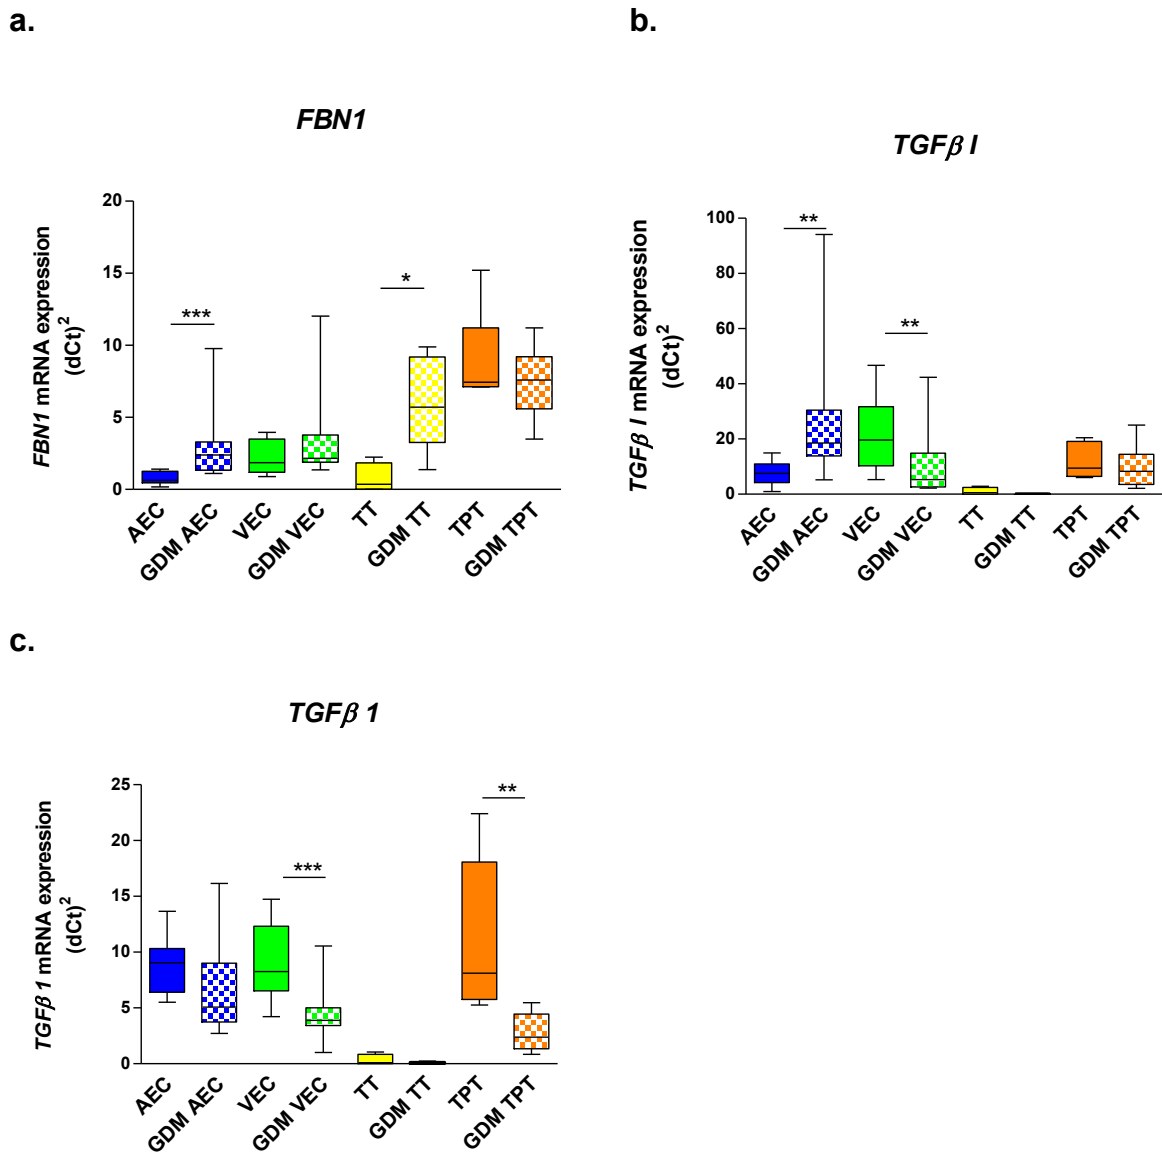 a.
FBN1
FBN1 mRNA expression
(dCt)2
20
15
10
5
0
***
*
AEC
GDM AEC
VEC
GDM VEC
TT
GDM TT
TPT
GDM TPT
b.
TGFβ I
TGFβ I mRNA expression
(dCt)2
100
80
60
40
20
0
**
**
AEC
GDM AEC
VEC
GDM VEC
TT
GDM TT
TPT
GDM TPT
c.
TGFβ 1
TGFβ 1 mRNA expression
(dCt)2
25
20
15
10
5
0
***
**
AEC
GDM AEC
VEC
GDM VEC
TT
GDM TT
TPT
GDM TPT